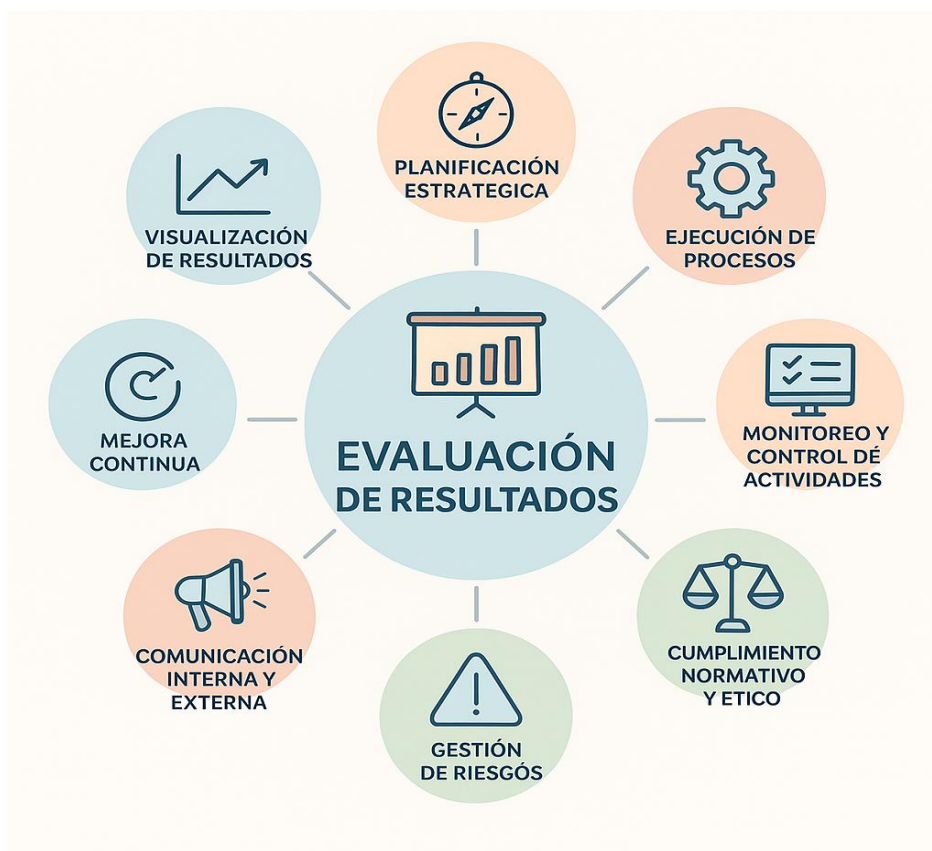 PLANIFICACIÓN
ESTRATEGICA
VISUALIZACIÓN
DE RESULTADOS
EJECUCIÓN DE
PROCESOS
MEJORA
CONTINUA
EVALUACIÓN
DE RESULTADOS
MONITOREO Y
CONTROL DÉ
ACTIVIDADES
COMUNICACIÓN
INTERNA Y
EXTERNA
GESTIÓN
DE RIESGÓS
CUMPLIMIENTO
NORMATIVO
Y ETICO